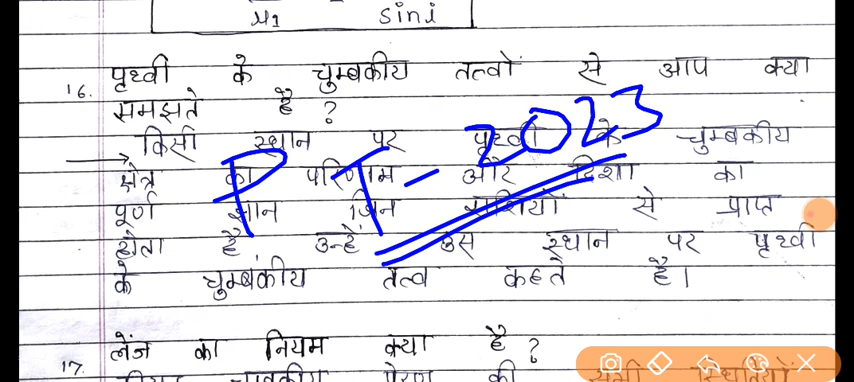 μ1 sini
16. पृथ्वी के चुम्बकीय तत्वों से आप क्या
समझते है ?
→ किसी स्थान पर पृथ्वी के चुम्बकीय
क्षेत्र का परिणाम और दिशा का
पूर्ण ज्ञान जिन राशियों से प्राप्त
होता है, उन्हें उस स्थान पर पृथ्वी
के चुम्बकीय तत्व कहते है।
PT - 2023
17. लेंज का नियम क्या है ?
की